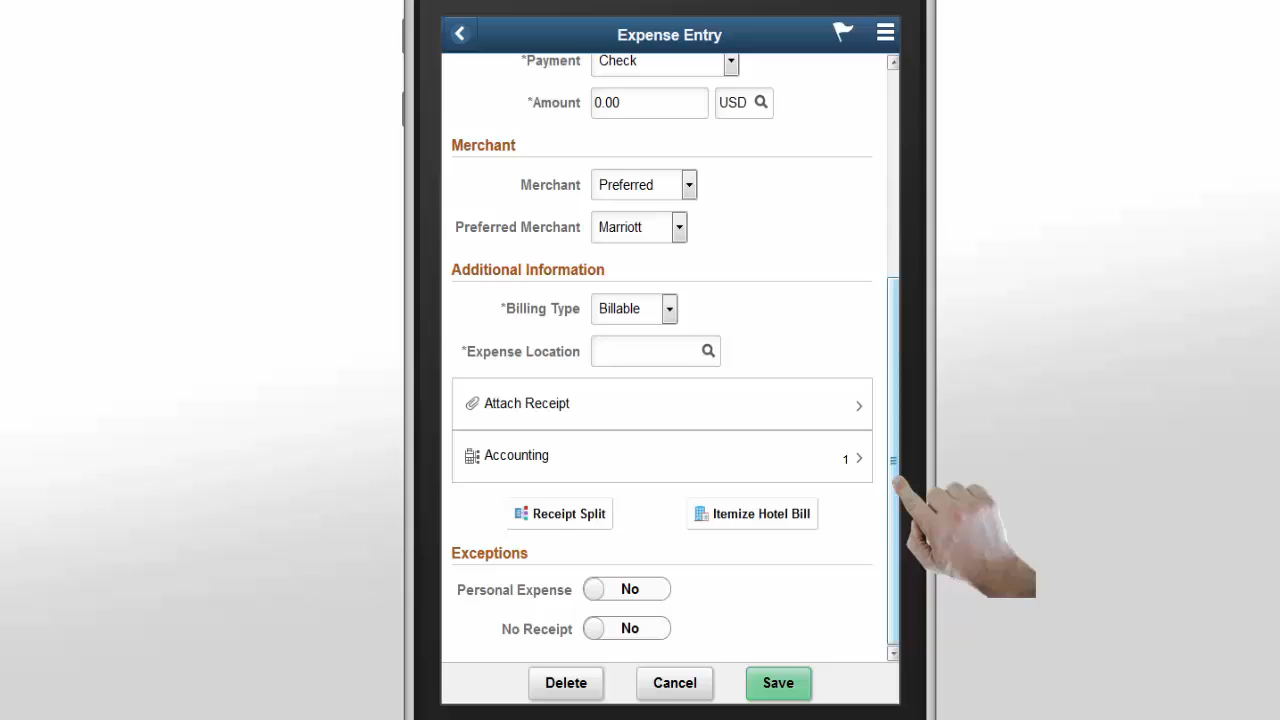 Expense Entry
*Payment Check
*Amount 0.00 USD
Merchant
Merchant Preferred
Preferred Merchant Marriott
Additional Information
*Billing Type Billable
*Expense Location
Attach Receipt
Accounting 1
Receipt Split Itemize Hotel Bill
Exceptions
Personal Expense No
No Receipt No
Delete Cancel Save